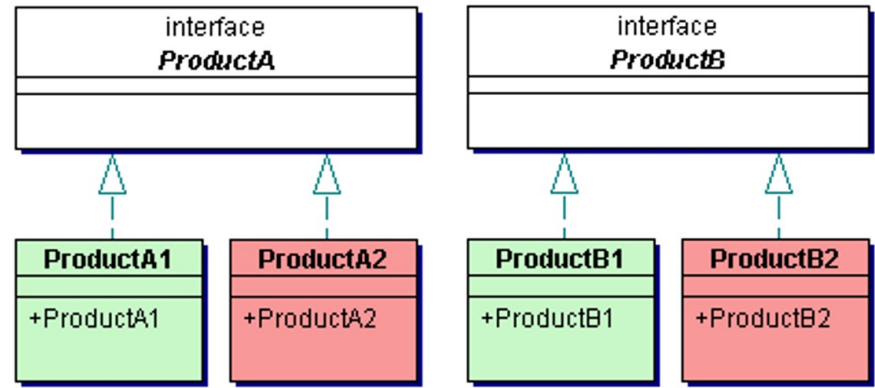 interface
ProductA
interface
ProductB
ProductA1
+ProductA1
ProductA2
+ProductA2
ProductB1
+ProductB1
ProductB2
+ProductB2